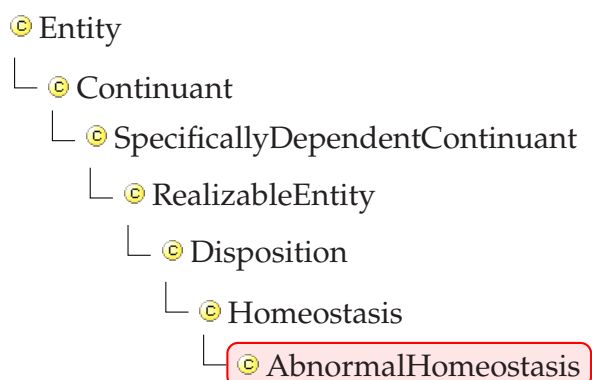 Entity
Continuant
SpecificallyDependentContinuant
RealizableEntity
Disposition
Homeostasis
AbnormalHomeostasis